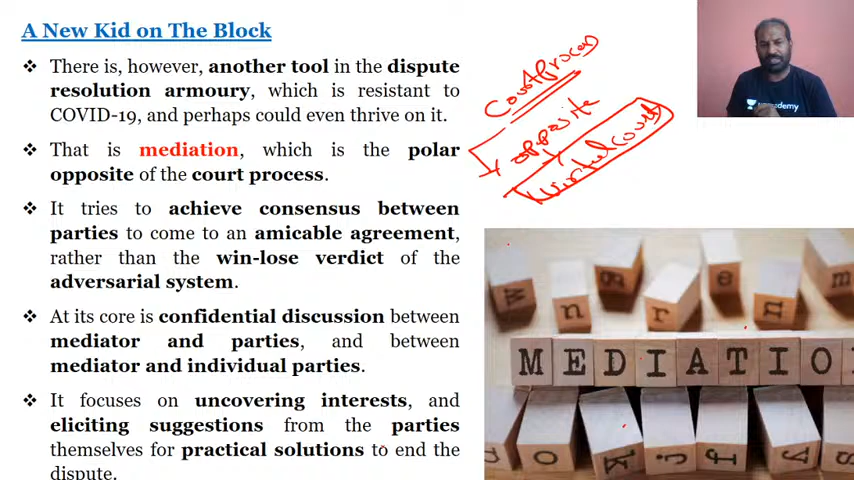 A New Kid on The Block
❖ There is, however, another tool in the dispute
resolution armoury, which is resistant to
COVID-19, and perhaps could even thrive on it.
❖ That is mediation, which is the polar
opposite of the court process.
❖ It tries to achieve consensus between
parties to come to an amicable agreement,
rather than the win-lose verdict of the
adversarial system.
❖ At its core is confidential discussion between
mediator and parties, and between
mediator and individual parties.
❖ It focuses on uncovering interests, and
eliciting suggestions from the parties
themselves for practical solutions to end the
dispute.
Court process
opposite
Virtual court
w n g r e n m
MEDIATIO
o k j f y s